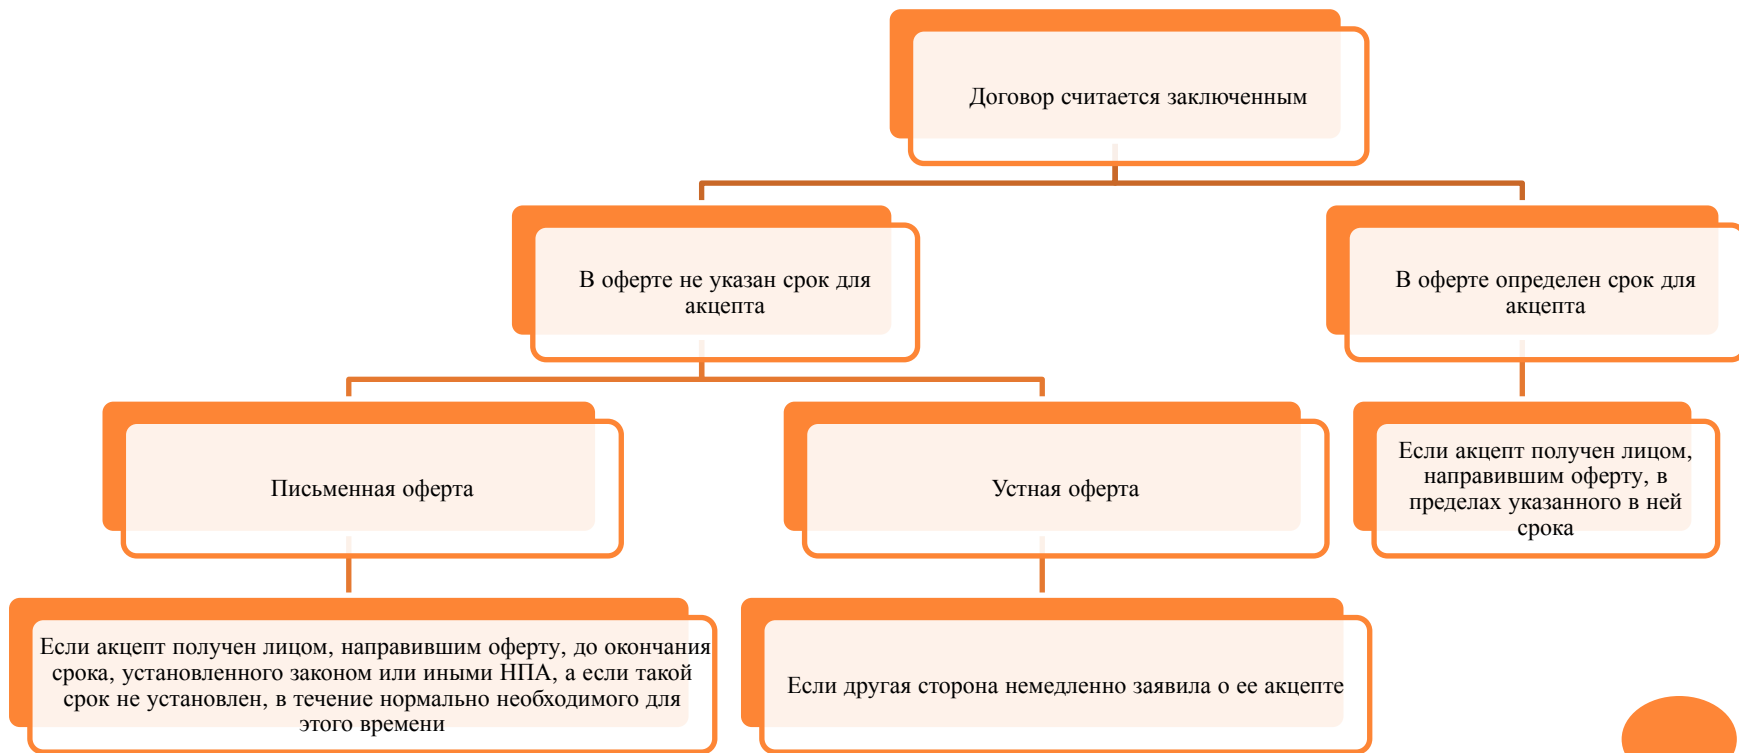 Договор считается заключенным
В оферте не указан срок для
акцепта
В оферте определен срок для
акцепта
Письменная оферта
Устная оферта
Если акцепт получен лицом,
направившим оферту, в
пределах указанного в ней
срока
Если акцепт получен лицом, направившим оферту, до окончания
срока, установленного законом или иными НПА, а если такой
срок не установлен, в течение нормально необходимого для
этого времени
Если другая сторона немедленно заявила о ее акцепте